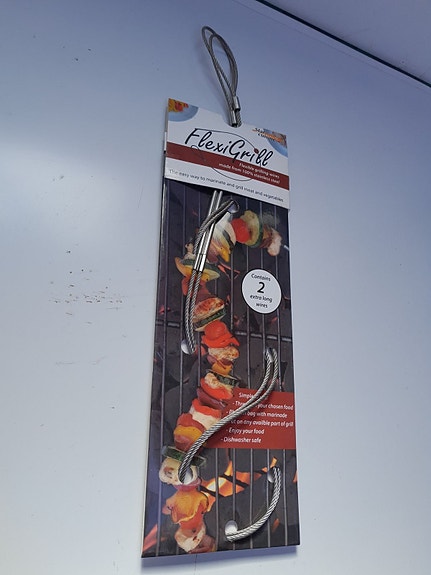 FlexiGrill
Flexible grilling wires
made from 100% stainless steel
The easy way to marinate and grill meat and vegetables
Contains
2
extra long
wires
Simple
your chosen food
bag with marinade
on any availble part of grill
- Enjoy your food
- Dishwasher safe